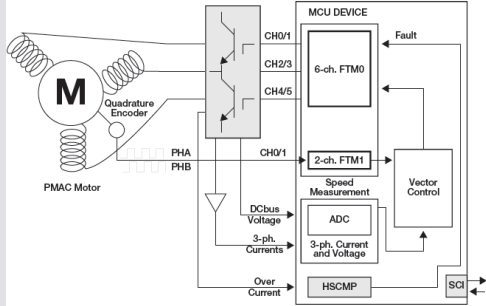 MCU DEVICE
CH0/1
Fault
6-ch. FTM0
CH2/3
M
Quadrature
Encoder
CH4/5
PHA
CH0/1
2-ch. FTM1
PHB
Speed
Measurement
PMAC Motor
Vector
Control
DCbus
Voltage
ADC
3-ph.
Currents
3-ph. Current
and Voltage
Over
Current
HSCMP
SCI